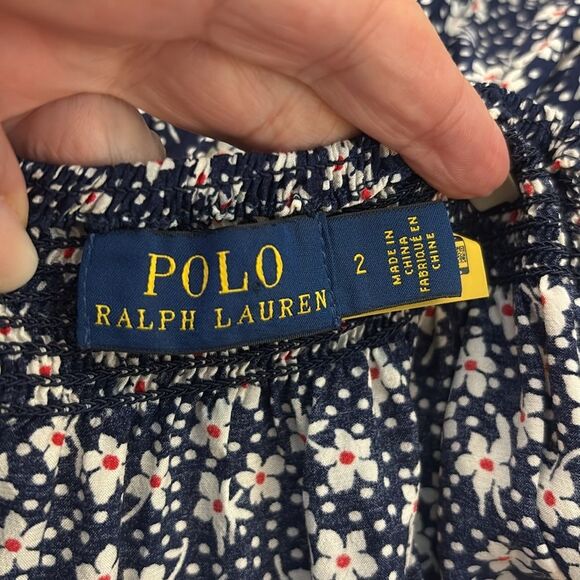 POLO
RALPH LAUREN
2
MADE IN
CHINA
FABRIQUÉ EN
CHINE